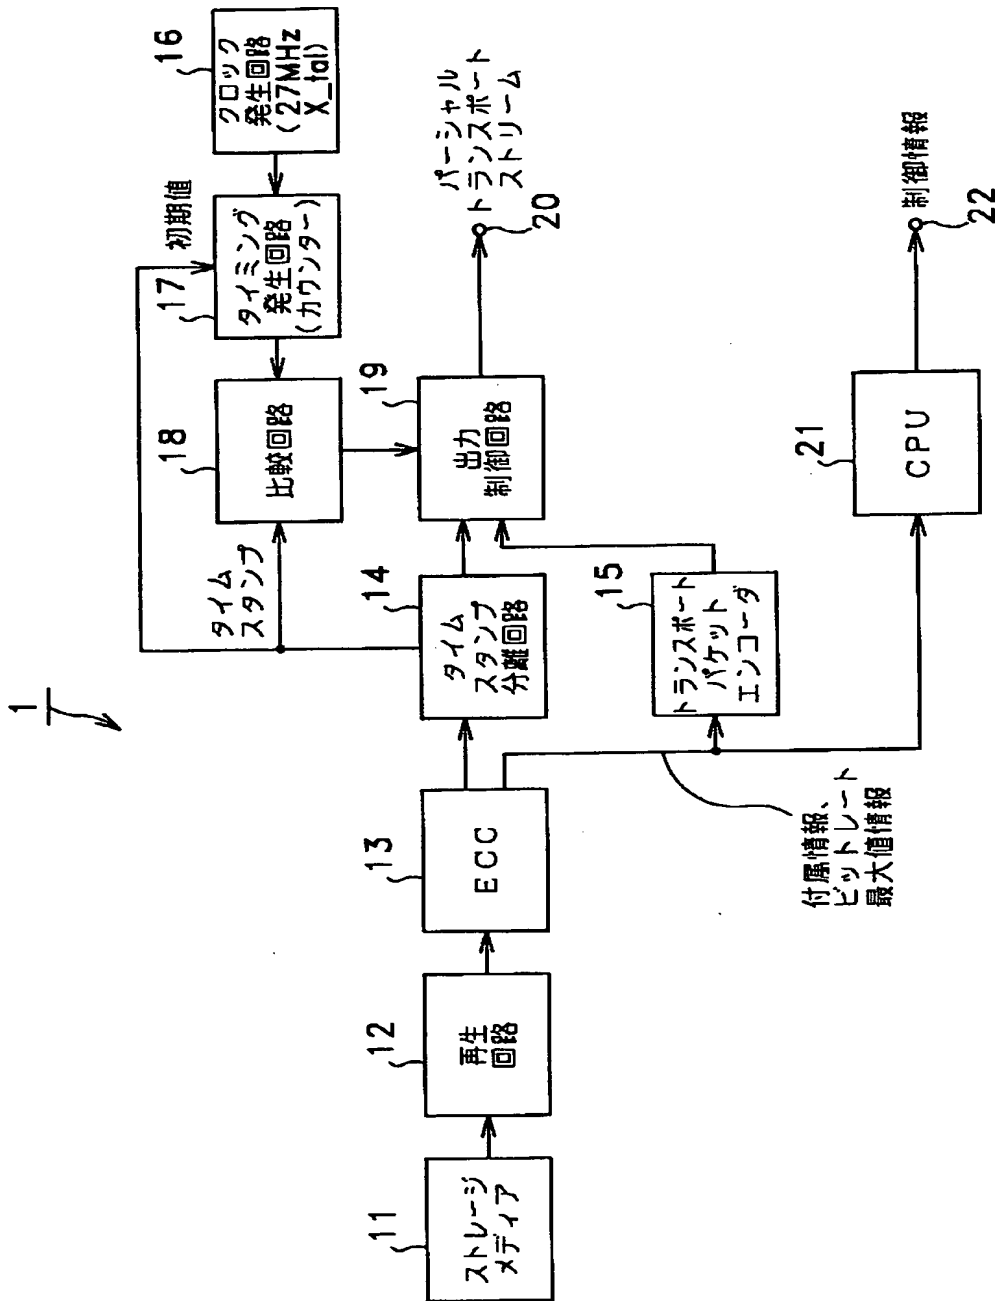 1
11
ストレージ
メディア
12
再生
回路
13
ECC
14
タイム
スタンプ
分離回路
15
トランスポート
パケット
エンコーダ
16
クロック
発生回路
(27MHz
X_tal)
17
タイミング
発生回路
(カウンター)
初期値
18
比較回路
タイム
スタンプ
19
出力
制御回路
パーシャル
トランスポート
ストリーム
20
付属情報、
ビットレート
最大値情報
21
CPU
制御情報
22